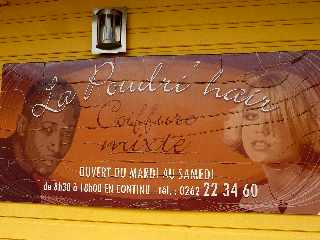 La Poudri' hair
Coiffure
mixte
OUVERT DU MARDI AU SAMEDI
de 8h30 à 18h00 EN CONTINU - tél. : 0262 22 34 60